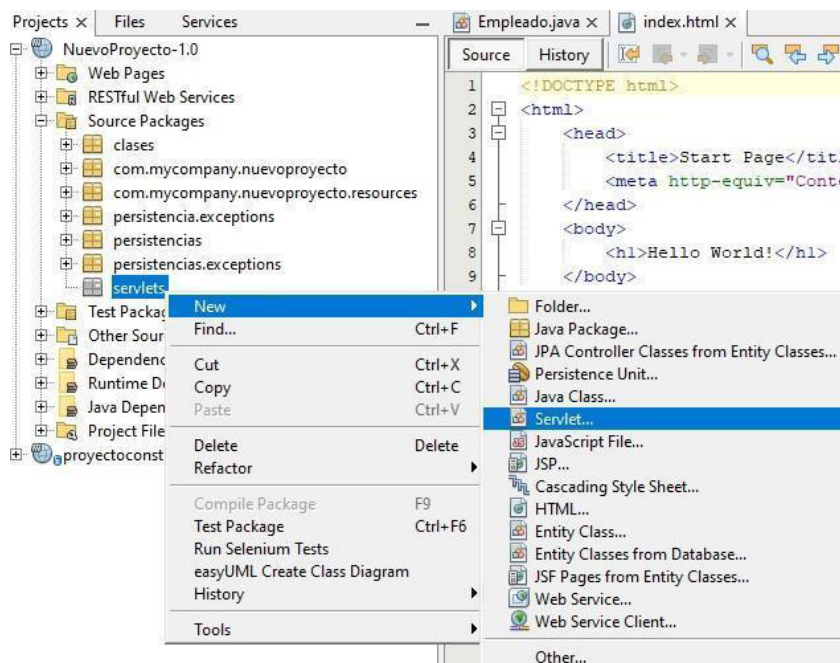 Projects × Files Services
NuevoProyecto-1.0
Web Pages
RESTful Web Services
Source Packages
clases
com.mycompany.nuevoproyecto
com.mycompany.nuevoproyecto.resources
persistencia.exceptions
persistencias
persistencias.exceptions
servlets
Test Packag
Other Sour
Dependenc
Runtime D
Java Depen
Project File
proyectoconst
Empleado.java × index.html ×
Source History
1 <!DOCTYPE html>
2 <html>
3 <head>
4 <title>Start Page</titl
5 <meta http-equiv="Conte
6 </head>
7 <body>
8 <h1>Hello World!</h1>
9 </body>
New
Find... Ctrl+F
Cut Ctrl+X
Copy Ctrl+C
Paste Ctrl+V
Delete Delete
Refactor
Compile Package F9
Test Package Ctrl+F6
Run Selenium Tests
easyUML Create Class Diagram
History
Tools
Folder...
Java Package...
JPA Controller Classes from Entity Classes...
Persistence Unit...
Java Class...
Servlet...
JavaScript File...
JSP...
Cascading Style Sheet...
HTML...
Entity Class...
Entity Classes from Database...
JSF Pages from Entity Classes...
Web Service...
Web Service Client...
Other...